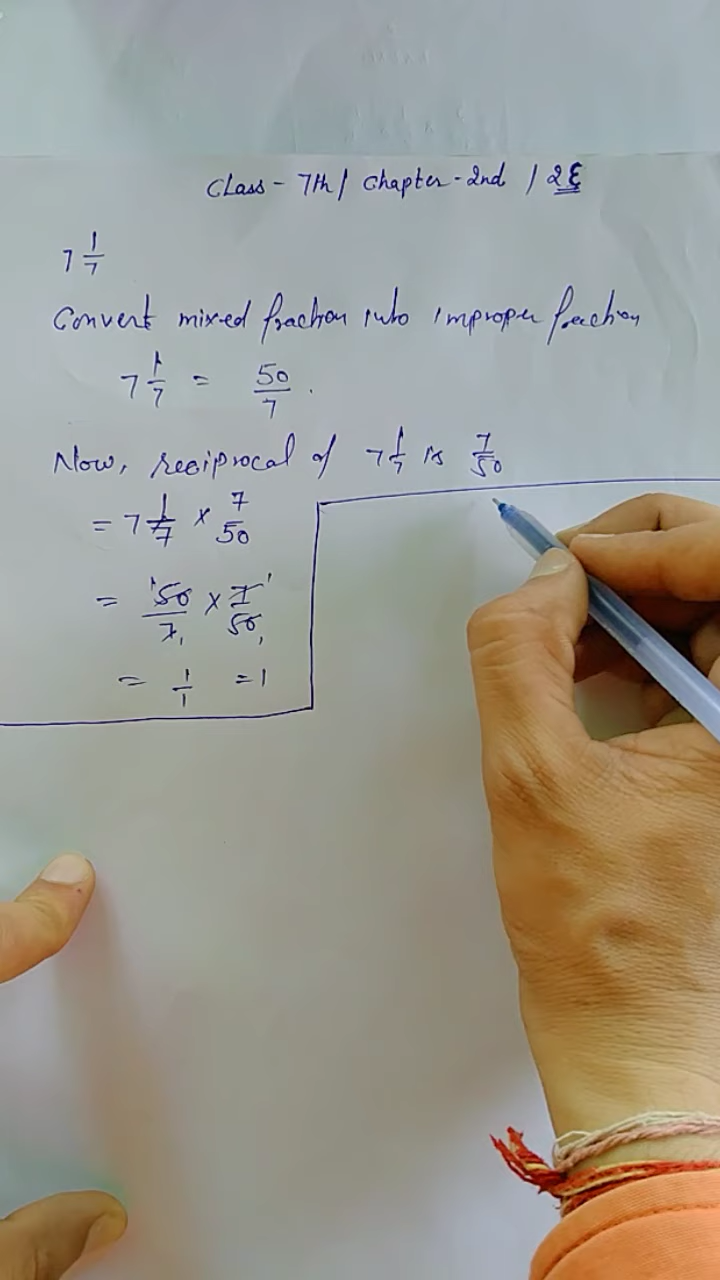 Class - 7th / Chapter - 2nd / 2E
7 1/7
Convert mixed fraction into improper fraction
7 1/7 = 50/7.
Now, reciprocal of 7 1/7 is 7/50
= 7 1/7 × 7/50
= 50/7 × 7/50
= 1/1 = 1